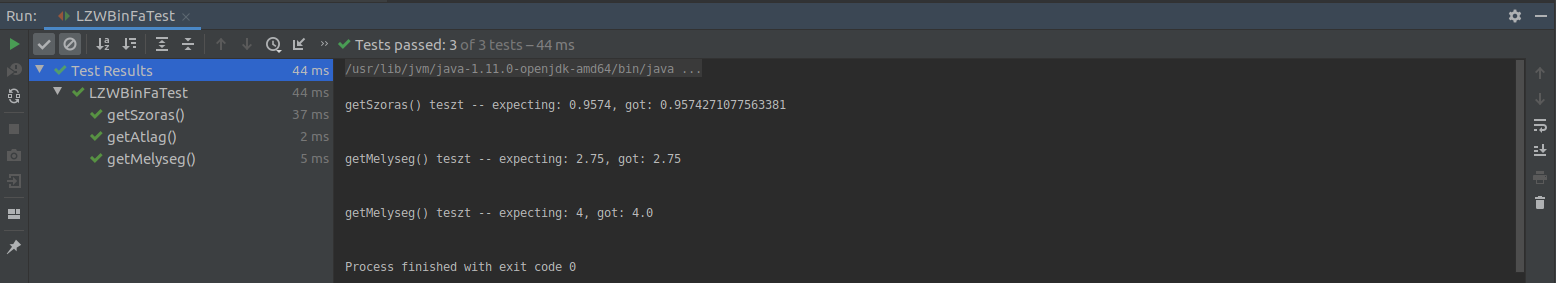 Run: LZWBinFaTest
Tests passed: 3 of 3 tests – 44 ms
Test Results 44 ms
LZWBinFaTest 44 ms
getSzoras() 37 ms
getAtlag() 2 ms
getMelyseg() 5 ms
/usr/lib/jvm/java-1.11.0-openjdk-amd64/bin/java ...
getSzoras() teszt -- expecting: 0.9574, got: 0.9574271077563381
getMelyseg() teszt -- expecting: 2.75, got: 2.75
getMelyseg() teszt -- expecting: 4, got: 4.0
Process finished with exit code 0